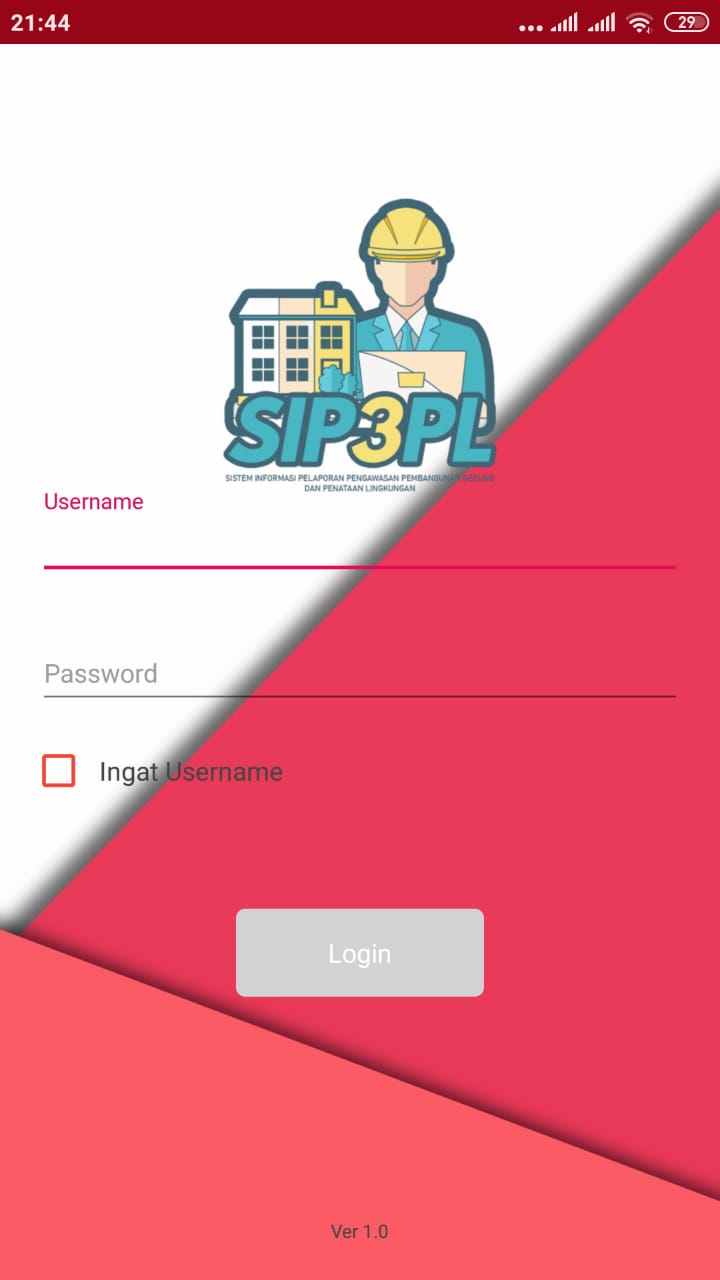 21:44
29
SIP3PL
SISTEM INFORMASI PELAPORAN PENGAWASAN PEMBANGUNAN GEDUNG
DAN PENATAAN LINGKUNGAN
Username
Password
Ingat Username
Login
Ver 1.0